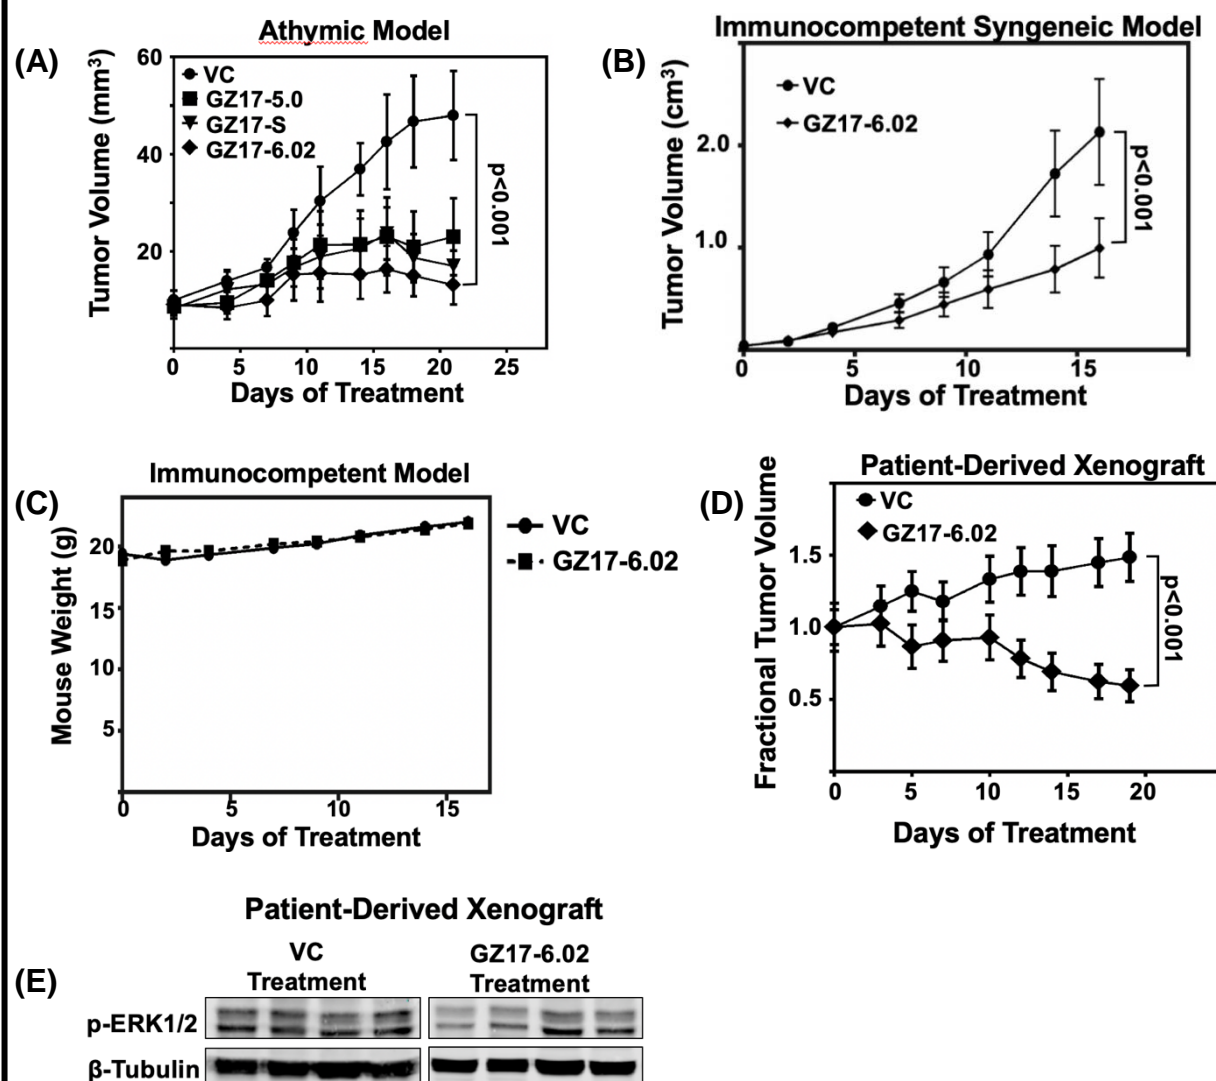 (A)
Athymic Model
Tumor Volume (mm³)
60
40
20
VC
GZ17-5.0
GZ17-S
GZ17-6.02
p<0.001
0 5 10 15 20 25
Days of Treatment
(B)
Immunocompetent Syngeneic Model
Tumor Volume (cm³)
2.0
1.0
VC
GZ17-6.02
p<0.001
0 5 10 15
Days of Treatment
(C)
Immunocompetent Model
Mouse Weight (g)
20
15
10
5
VC
GZ17-6.02
0 5 10 15
Days of Treatment
(D)
Patient-Derived Xenograft
Fractional Tumor Volume
1.5
1.0
0.5
VC
GZ17-6.02
p<0.001
0 5 10 15 20
Days of Treatment
(E)
Patient-Derived Xenograft
VC
Treatment
GZ17-6.02
Treatment
p-ERK1/2
β-Tubulin